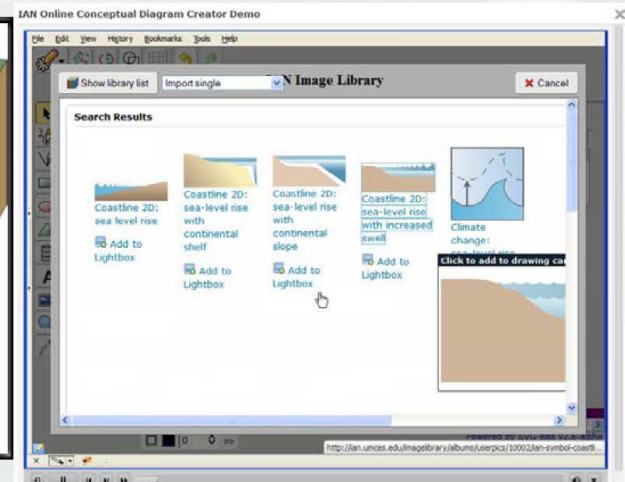 IAN Online Conceptual Diagram Creator Demo
File Edit View History Bookmarks Tools Help
Show library list
Import single
N Image Library
Cancel
Search Results
Coastline 2D:
sea level rise
Add to
Lightbox
Coastline 2D:
sea-level rise
with
continental
shelf
Add to
Lightbox
Coastline 2D:
sea-level rise
with
continental
slope
Add to
Lightbox
Coastline 2D:
sea-level rise
with increased
swell
Add to
Lightbox
Climate
change:
sea-level rise
Click to add to drawing ca
0
http://ian.umces.edu/imagelibrary/albums/userpics/10002/ian-symbol-coastli